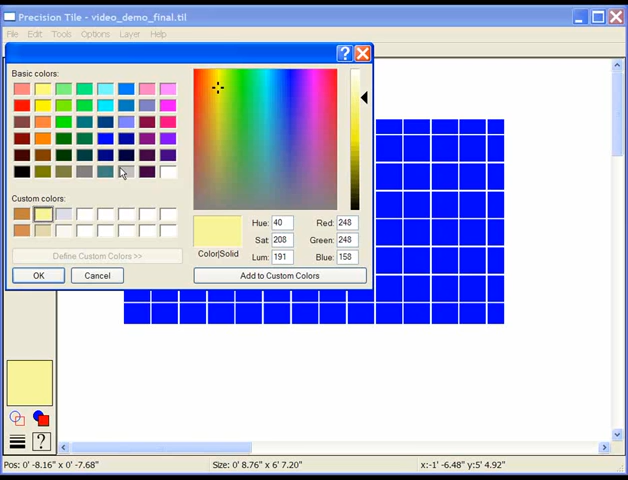 Precision Tile - video_demo_final.til
File Edit Tools Options Layer Help
Basic colors:
Custom colors:
Define Custom Colors >>
OK Cancel
Color|Solid
Hue: 40
Sat: 208
Lum: 191
Red: 248
Green: 248
Blue: 158
Add to Custom Colors
?
Pos: 0' -8.16" x 0' -7.68" Size: 0' 8.76" x 6' 7.20" x:-1' -6.48" y:5' 4.92"